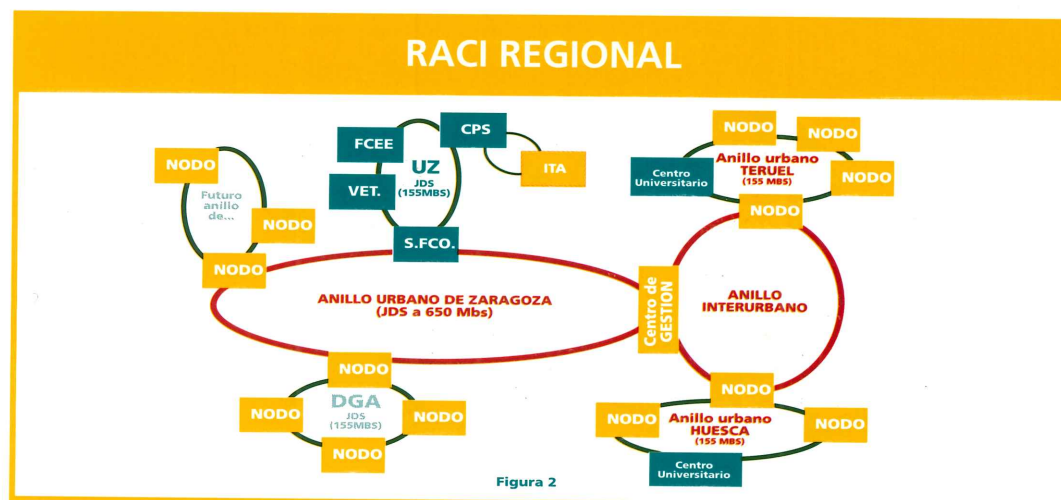 RACI REGIONAL
NODO
Futuro
anillo
de...
NODO
NODO
FCEE
VET.
UZ
JDS
(155MBS)
CPS
ITA
S.FCO.
NODO
NODO
NODO
Anillo urbano
TERUEL
(155 MBS)
Centro
Universitario
NODO
ANILLO URBANO DE ZARAGOZA
(JDS a 650 Mbs)
Centro de
GESTION
ANILLO
INTERURBANO
NODO
NODO
DGA
JDS
(155MBS)
NODO
NODO
NODO
NODO
Anillo urbano
HUESCA
(155 MBS)
NODO
Centro
Universitario
Figura 2